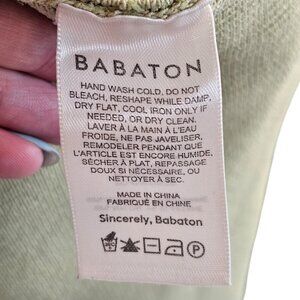 BABATON
HAND WASH COLD, DO NOT
BLEACH, RESHAPE WHILE DAMP,
DRY FLAT, COOL IRON ONLY IF
NEEDED, OR DRY CLEAN.
LAVER À LA MAIN À L'EAU
FROIDE, NE PAS JAVELISER,
REMODELER PENDANT QUE
L'ARTICLE EST ENCORE HUMIDE,
SÉCHER À PLAT, REPASSAGE
DOUX SI NÉCESSAIRE, OU
NETTOYER À SEC.
MADE IN CHINA
FABRIQUÉ EN CHINE
Sincerely, Babaton
P